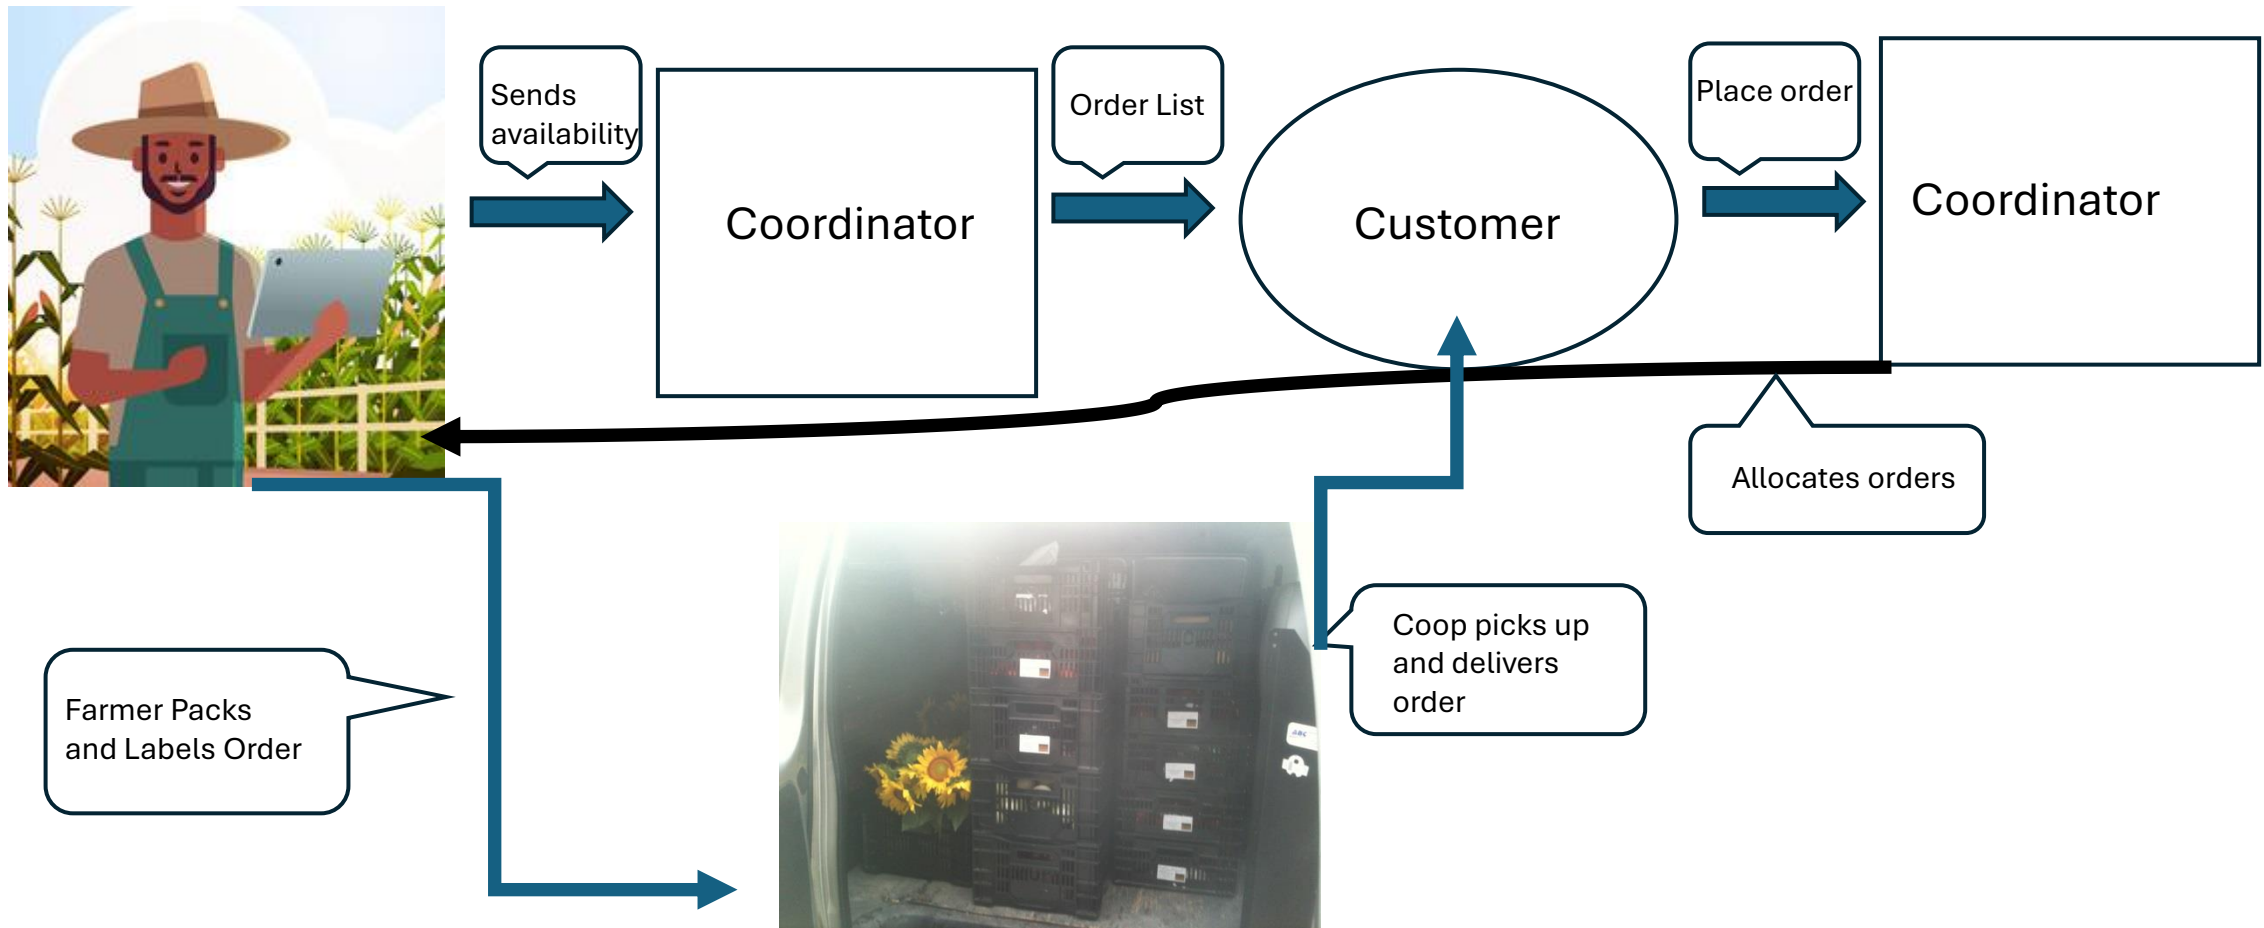 Sends
availability
Coordinator
Order List
Customer
Place order
Coordinator
Allocates orders
Coop picks up
and delivers
order
Farmer Packs
and Labels Order